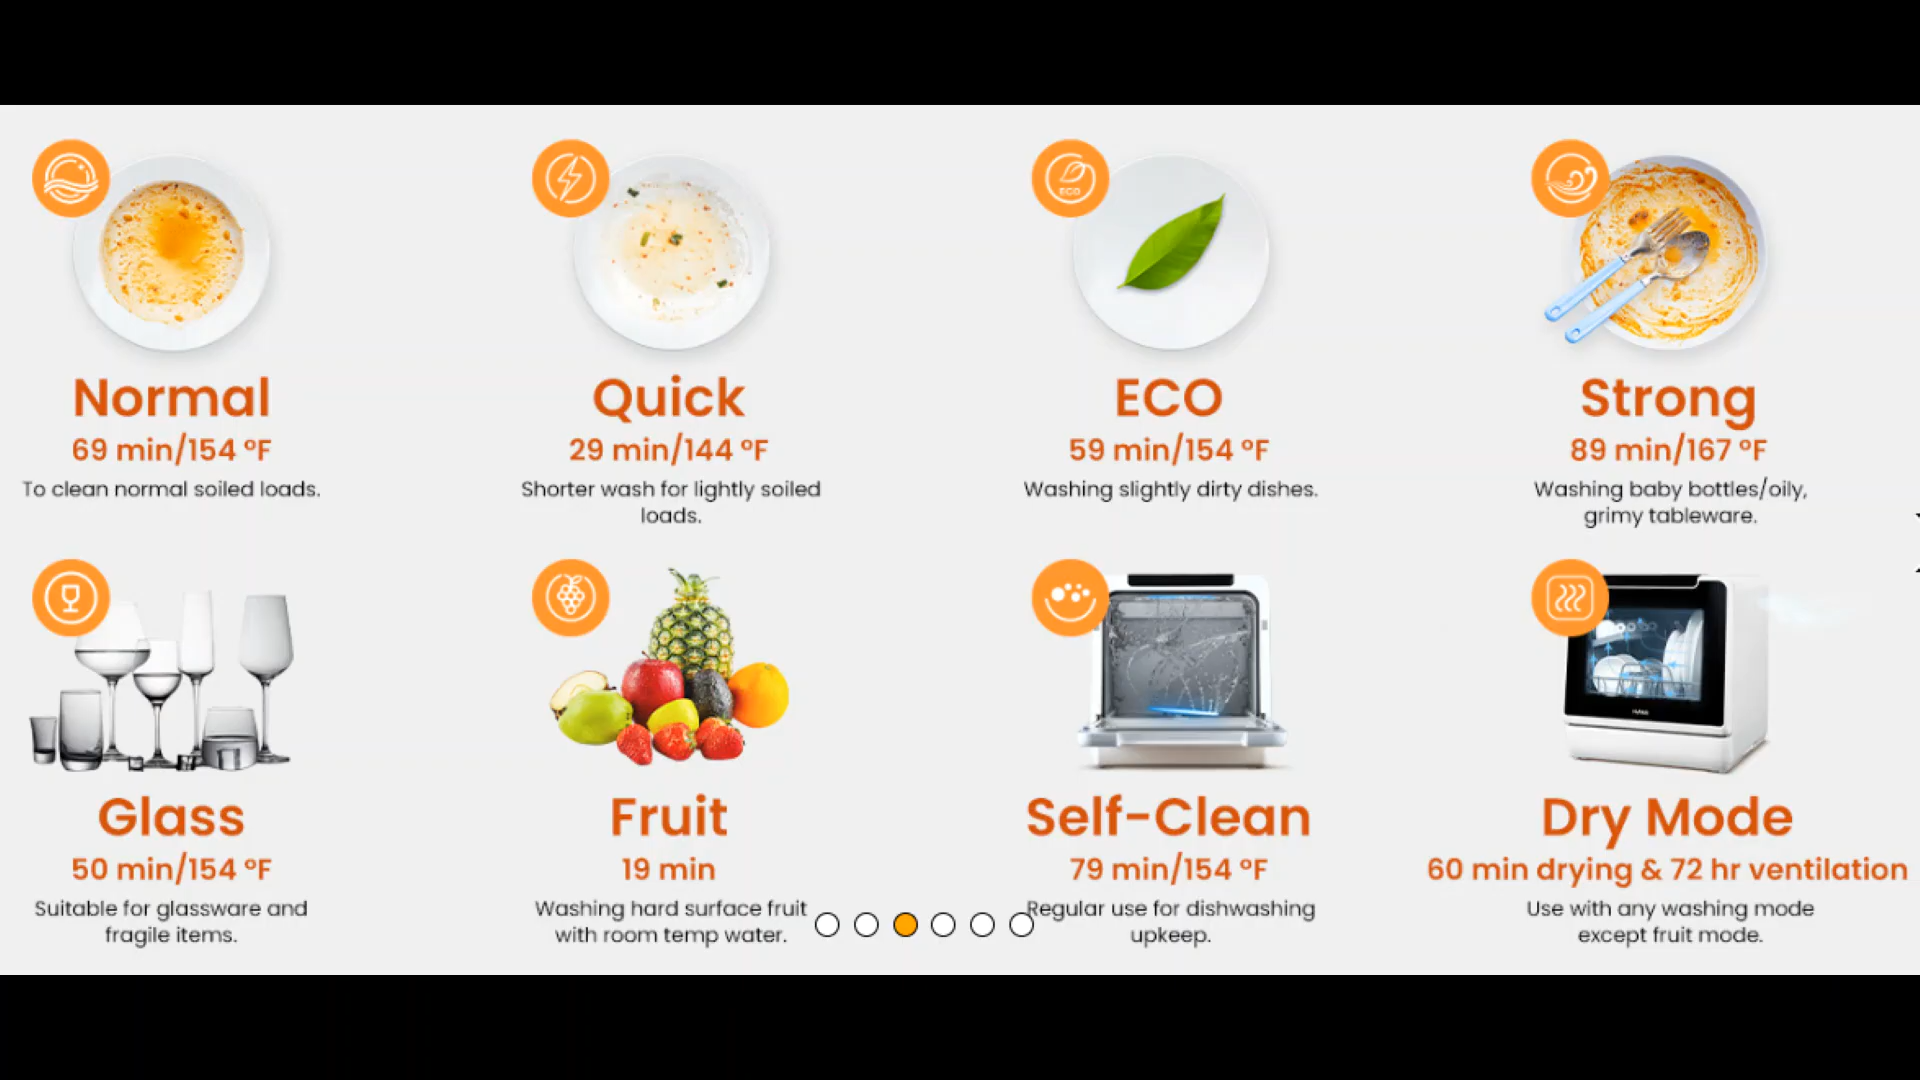 Normal
69 min/154 °F
To clean normal soiled loads.
Quick
29 min/144 °F
Shorter wash for lightly soiled
loads.
ECO
ECO
59 min/154 °F
Washing slightly dirty dishes.
Strong
89 min/167 °F
Washing baby bottles/oily,
grimy tableware.
Glass
50 min/154 °F
Suitable for glassware and
fragile items.
Fruit
19 min
Washing hard surface fruit
with room temp water.
Self-Clean
79 min/154 °F
Regular use for dishwashing
upkeep.
Dry Mode
60 min drying & 72 hr ventilation
Use with any washing mode
except fruit mode.